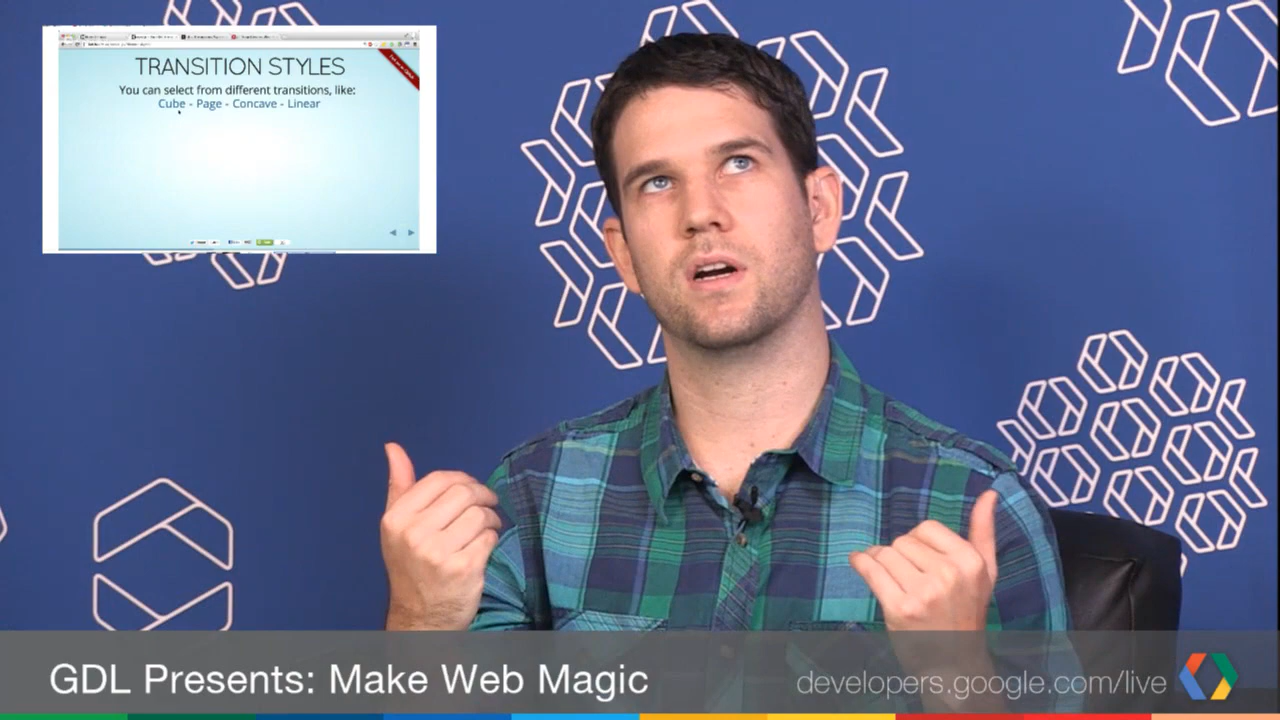 TRANSITION STYLES
You can select from different transitions, like:
Cube - Page - Concave - Linear
GDL Presents: Make Web Magic
developers.google.com/live